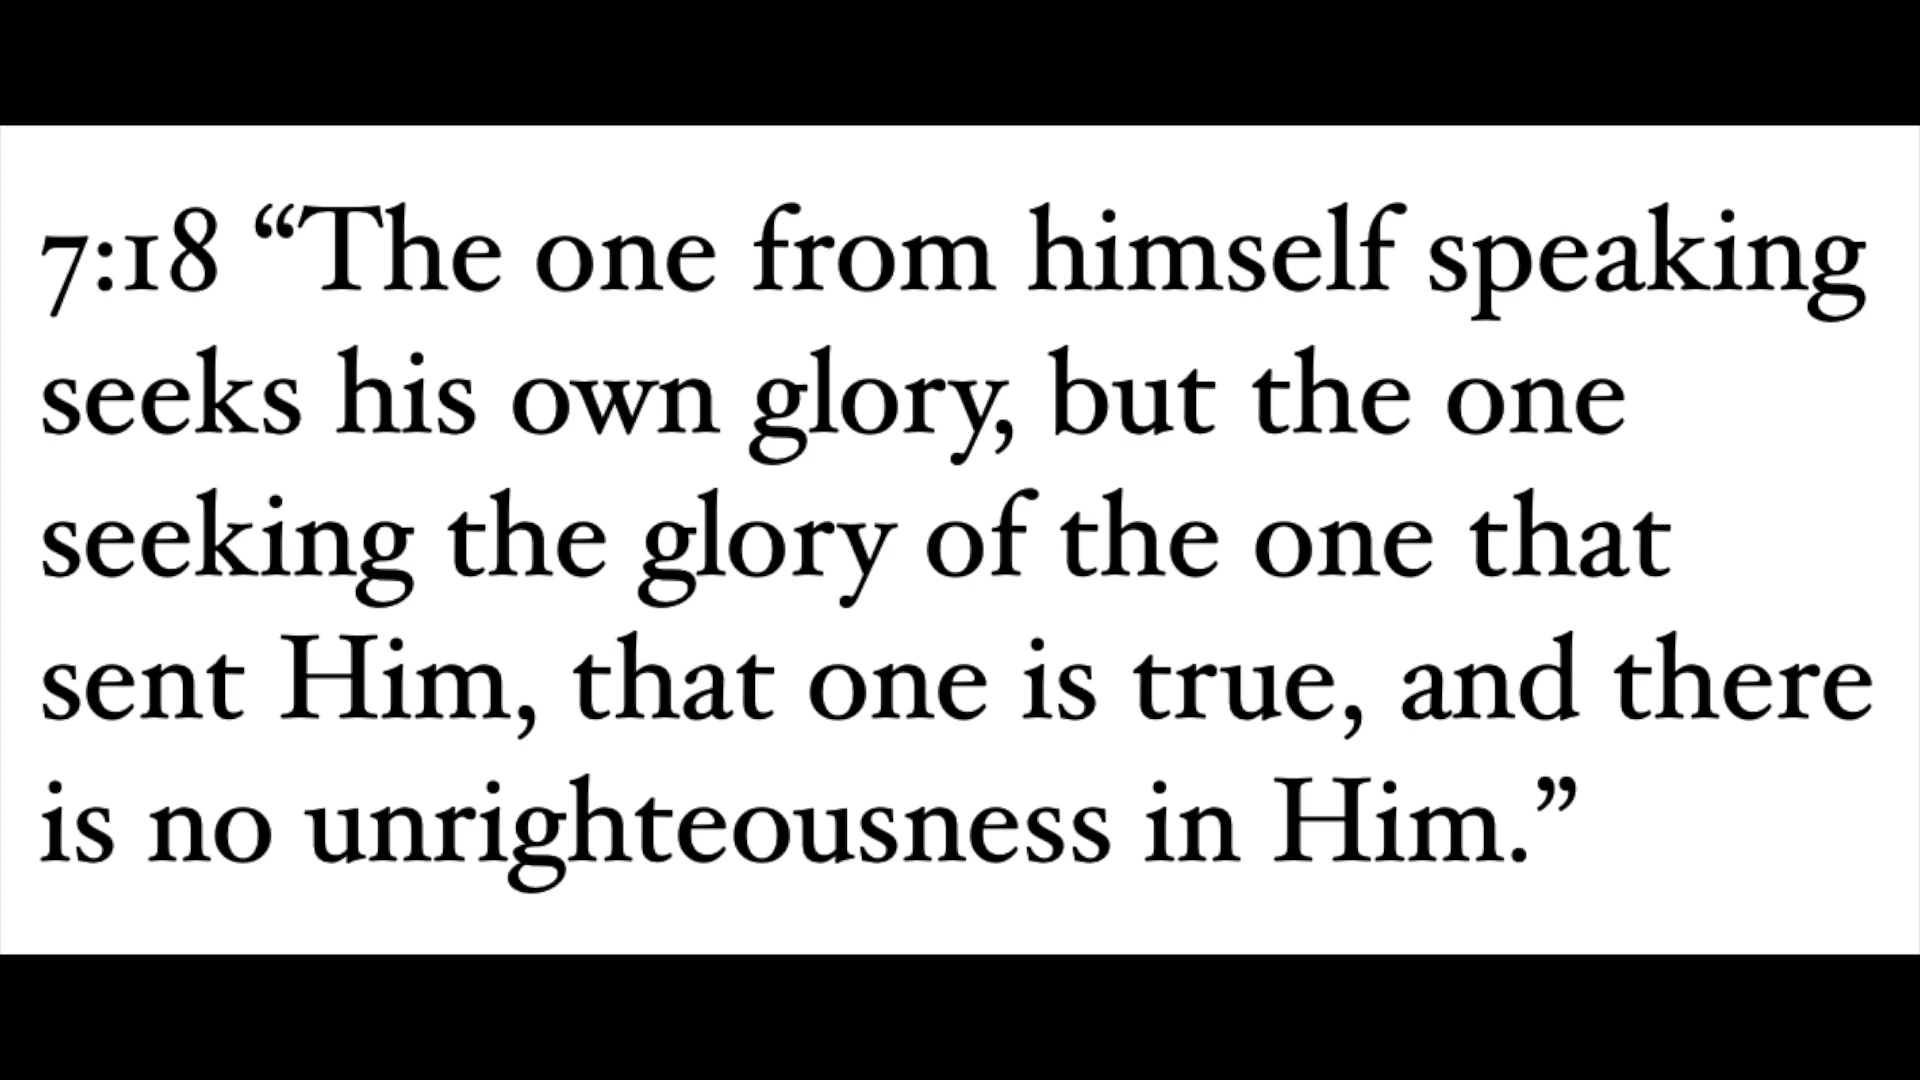 7:18 “The one from himself speaking
seeks his own glory, but the one
seeking the glory of the one that
sent Him, that one is true, and there
is no unrighteousness in Him.”